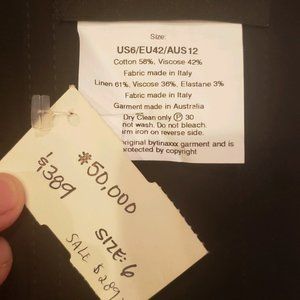 Size:
US6/EU42/AUS12
Cotton 58%, Viscose 42%
Fabric made in Italy
Linen 61%, Viscose 36%, Elastane 3%
Fabric made in Italy
Garment made in Australia
Dry Clean only Ⓟ 30
not wash. Do not bleach.
arm iron on reverse side.
original bytinaxxx garment and is
protected by copyright
*50,000
$389
SIZE: 6
SALE $289